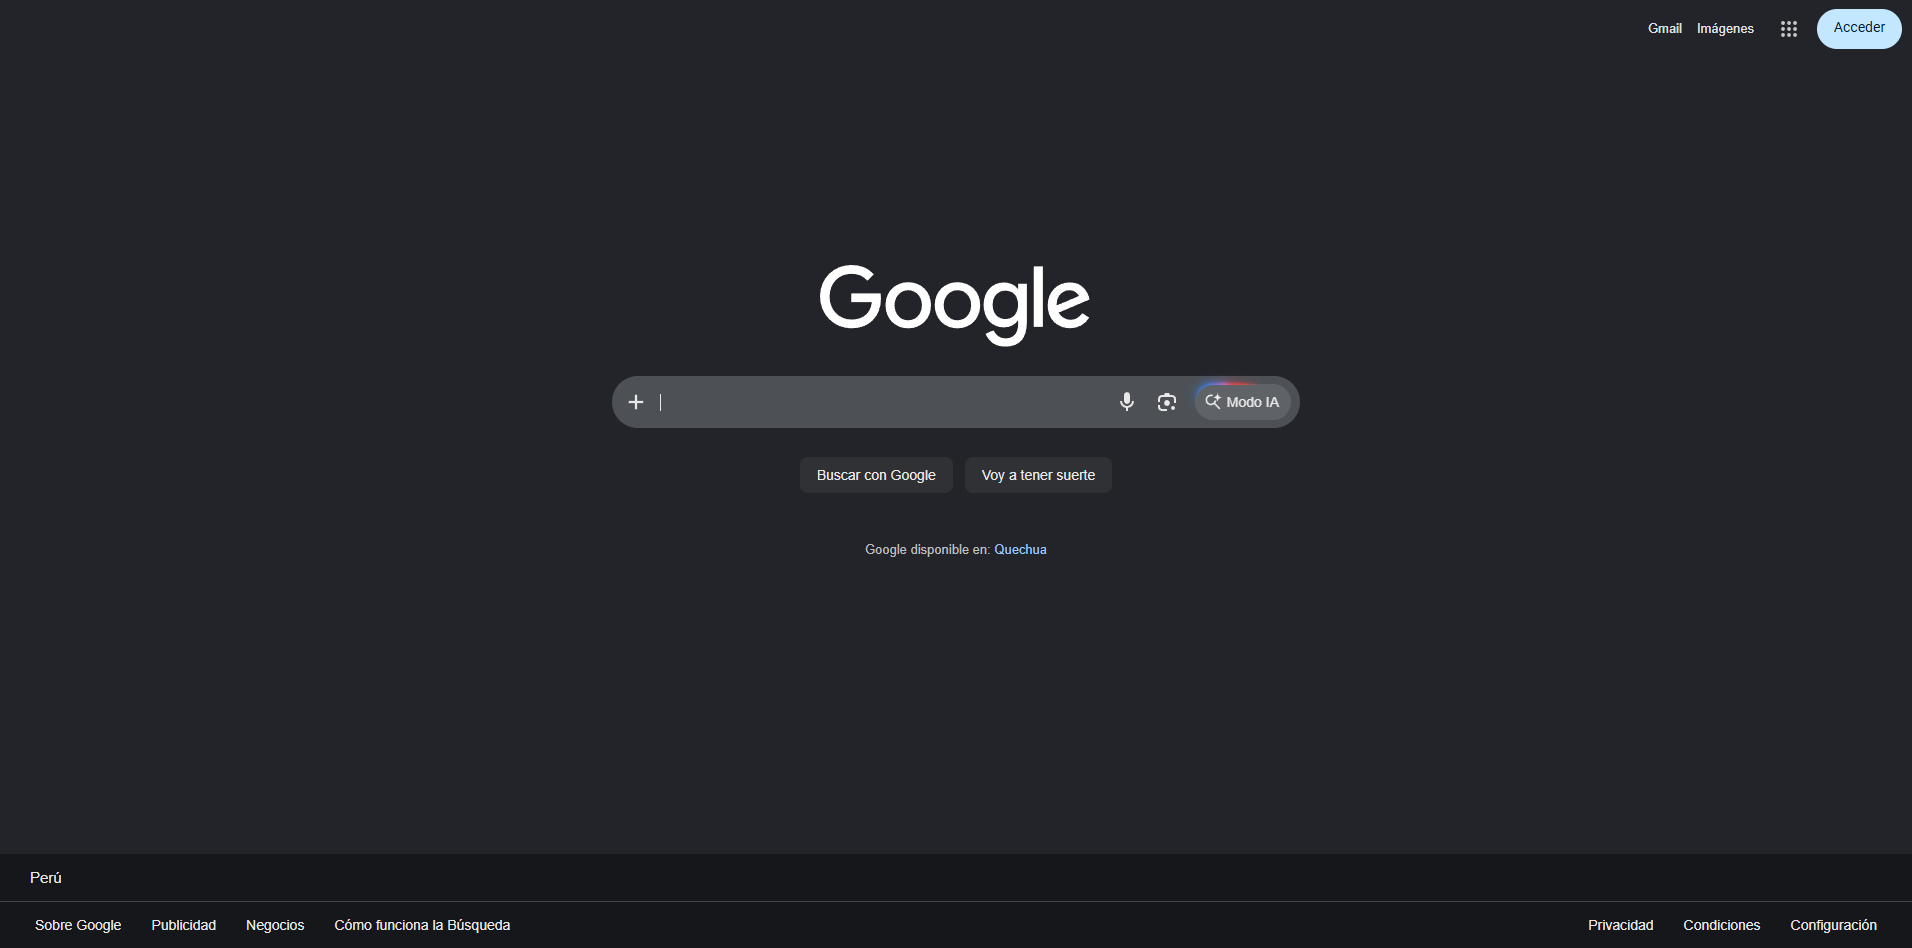 Gmail Imágenes Acceder
Google
Modo IA
Buscar con Google Voy a tener suerte
Google disponible en: Quechua
Perú
Sobre Google Publicidad Negocios Cómo funciona la Búsqueda Privacidad Condiciones Configuración